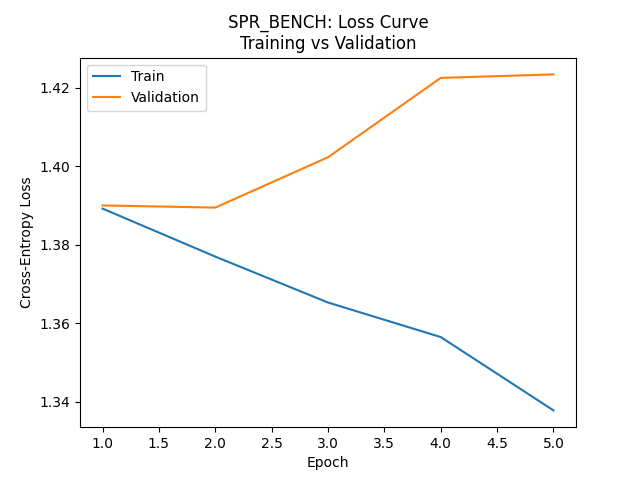 SPR_BENCH: Loss Curve
Training vs Validation
Train
Validation
Cross-Entropy Loss
1.42
1.40
1.38
1.36
1.34
1.0 1.5 2.0 2.5 3.0 3.5 4.0 4.5 5.0
Epoch